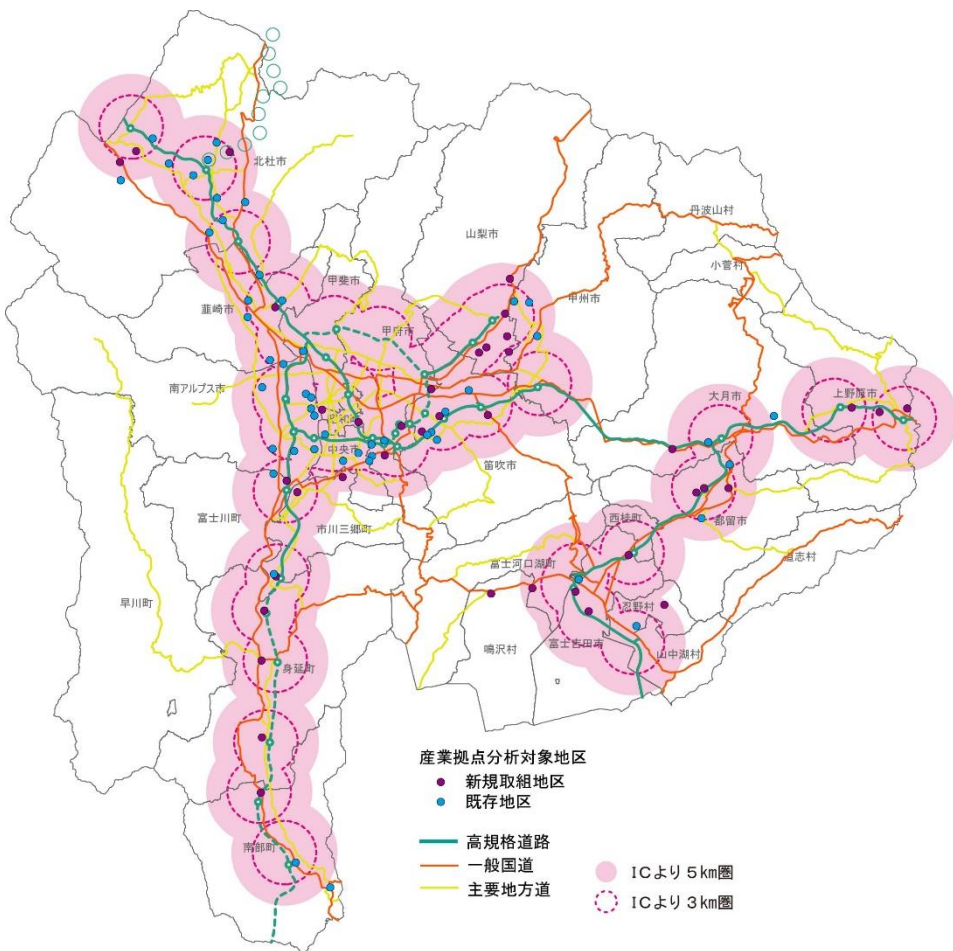 北杜市
丹波山村
山梨市
小菅村
甲斐市
甲州市
韮崎市
甲府市
南アルプス市
大月市
上野原市
昭和町
中央市
笛吹市
富士川町
市川三郷町
西桂町
都留市
道志村
富士河口湖町
早川町
忍野村
鳴沢村
富士吉田市
山中湖村
身延町
南部町
産業拠点分析対象地区
新規取組地区
既存地区
高規格道路
一般国道
主要地方道
ICより5km圏
ICより3km圏